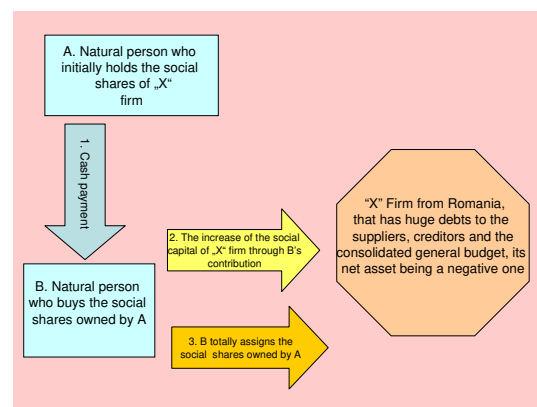 A. Natural person who
initially holds the social
shares of „X“
firm
1. Cash payment
B. Natural person
who buys the social
shares owned by A
2. The increase of the social
capital of „X“ firm through B's
contribution
3. B totally assigns the
social shares owned by A
“X” Firm from Romania,
that has huge debts to the
suppliers, creditors and the
consolidated general budget, its
net asset being a negative one